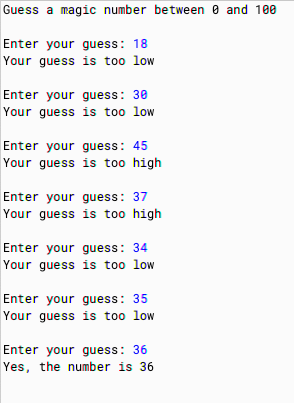 Guess a magic number between 0 and 100
Enter your guess: 18
Your guess is too low
Enter your guess: 30
Your guess is too low
Enter your guess: 45
Your guess is too high
Enter your guess: 37
Your guess is too high
Enter your guess: 34
Your guess is too low
Enter your guess: 35
Your guess is too low
Enter your guess: 36
Yes, the number is 36